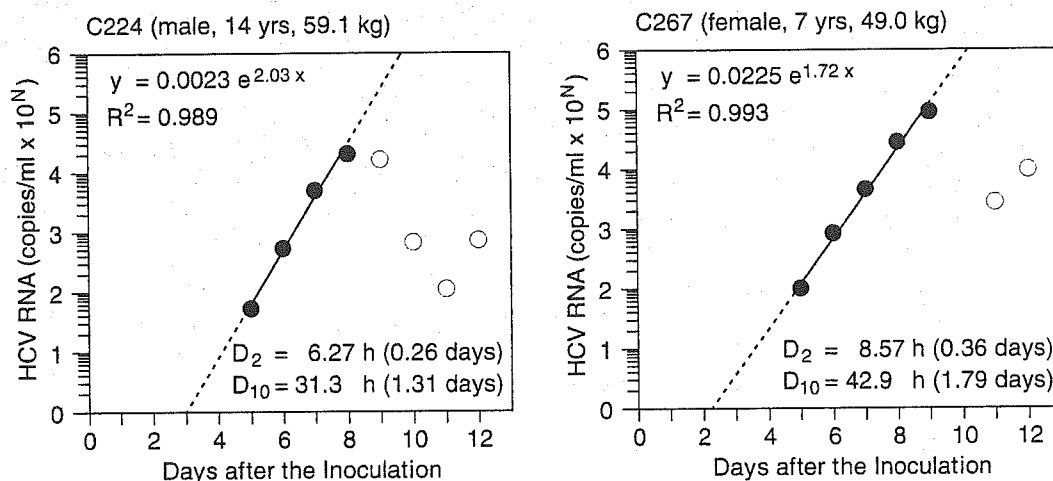 C224 (male, 14 yrs, 59.1 kg)
HCV RNA (copies/ml x 10^N)
6
5
4
3
2
1
0
y = 0.0023 e^2.03 x
R² = 0.989
D₂ = 6.27 h (0.26 days)
D₁₀ = 31.3 h (1.31 days)
0 2 4 6 8 10 12
Days after the Inoculation
C267 (female, 7 yrs, 49.0 kg)
HCV RNA (copies/ml x 10^N)
6
5
4
3
2
1
0
y = 0.0225 e^1.72 x
R² = 0.993
D₂ = 8.57 h (0.36 days)
D₁₀ = 42.9 h (1.79 days)
0 2 4 6 8 10 12
Days after the Inoculation